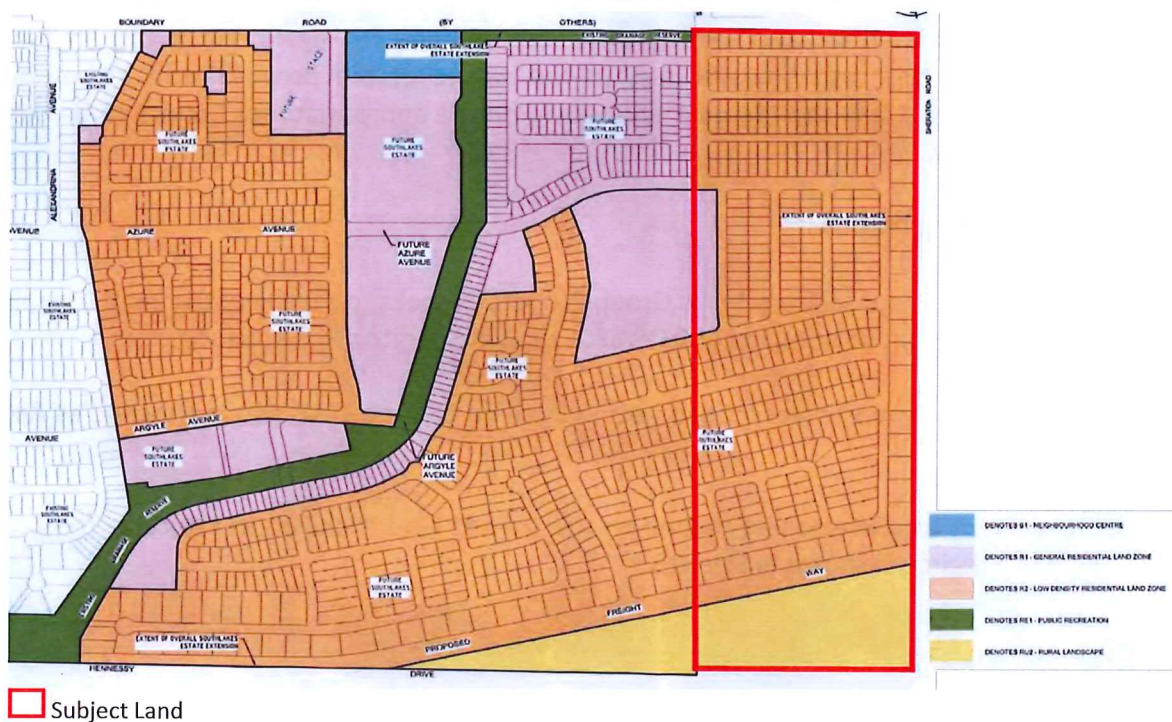 BOUNDARY ROAD (BY OTHERS)
EXTENT OF OVERALL SOUTHLAKES
ESTATE EXTENSION
EXISTING DRAINAGE RESERVE
SHERATON ROAD
ALEXANDRINA AVENUE
EXISTING
SOUTHLAKES
ESTATE
FUTURE STAGE
FUTURE
SOUTHLAKES
ESTATE
FUTURE
SOUTHLAKES
ESTATE
FUTURE
SOUTHLAKES
ESTATE
EXTENT OF OVERALL SOUTHLAKES
ESTATE EXTENSION
AVENUE
AZURE AVENUE
FUTURE
AZURE
AVENUE
EXISTING
SOUTHLAKES
ESTATE
FUTURE
SOUTHLAKES
ESTATE
FUTURE
SOUTHLAKES
ESTATE
ARGYLE AVENUE
AVENUE
FUTURE
SOUTHLAKES
ESTATE
FUTURE
ARGYLE
AVENUE
FUTURE
SOUTHLAKES
ESTATE
EXISTING
SOUTHLAKES
ESTATE
EXISTING DRAINAGE RESERVE
FUTURE
SOUTHLAKES
ESTATE
PROPOSED FREIGHT WAY
EXTENT OF OVERALL SOUTHLAKES
ESTATE EXTENSION
HENNESSY DRIVE
DENOTES B1 - NEIGHBOURHOOD CENTRE
DENOTES R1 - GENERAL RESIDENTIAL LAND ZONE
DENOTES R2 - LOW DENSITY RESIDENTIAL LAND ZONE
DENOTES RE1 - PUBLIC RECREATION
DENOTES RU2 - RURAL LANDSCAPE
Subject Land